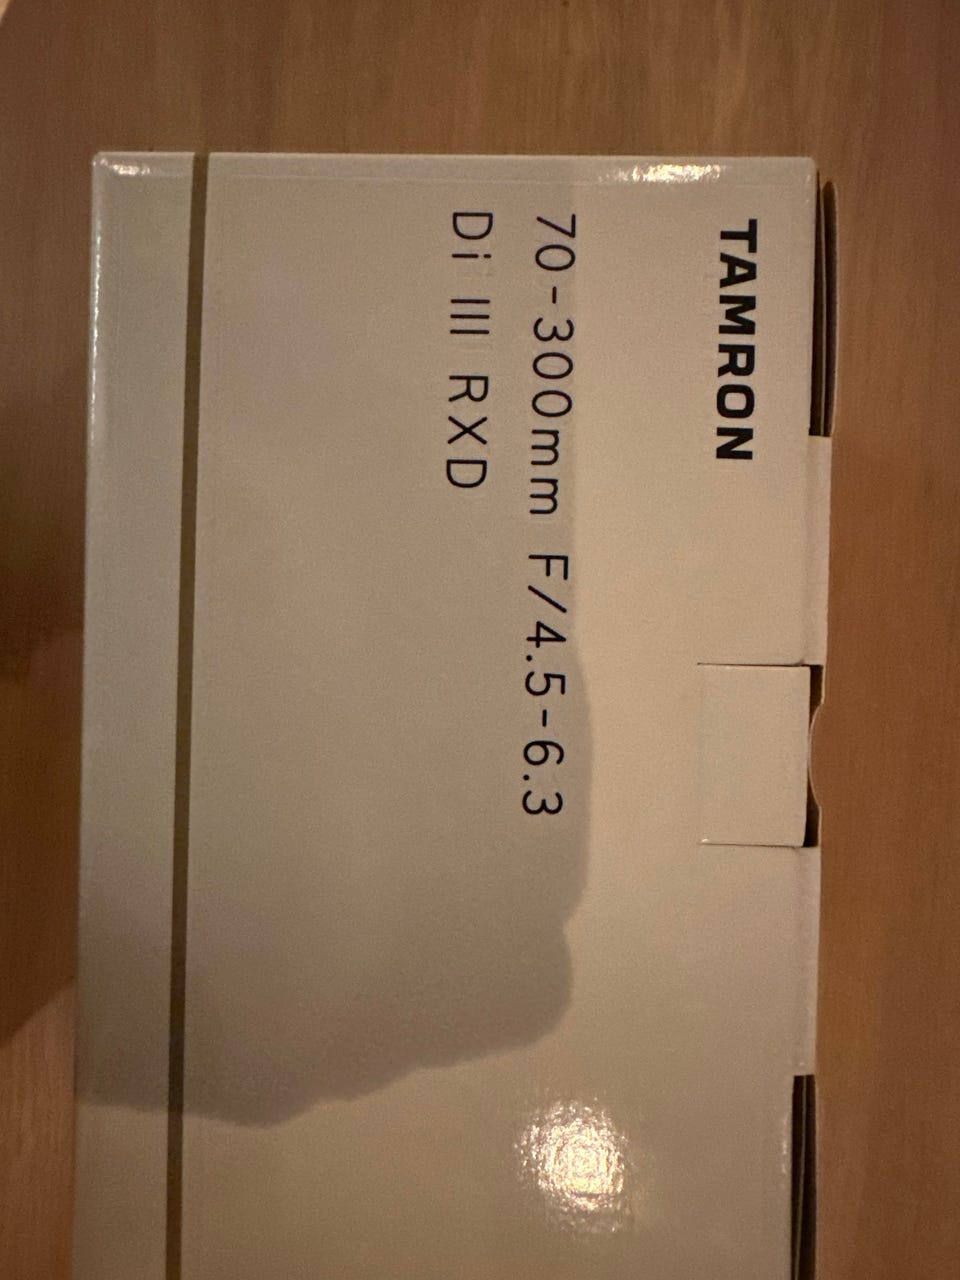 TAMRON
70-300mm F/4.5-6.3
Di III RXD